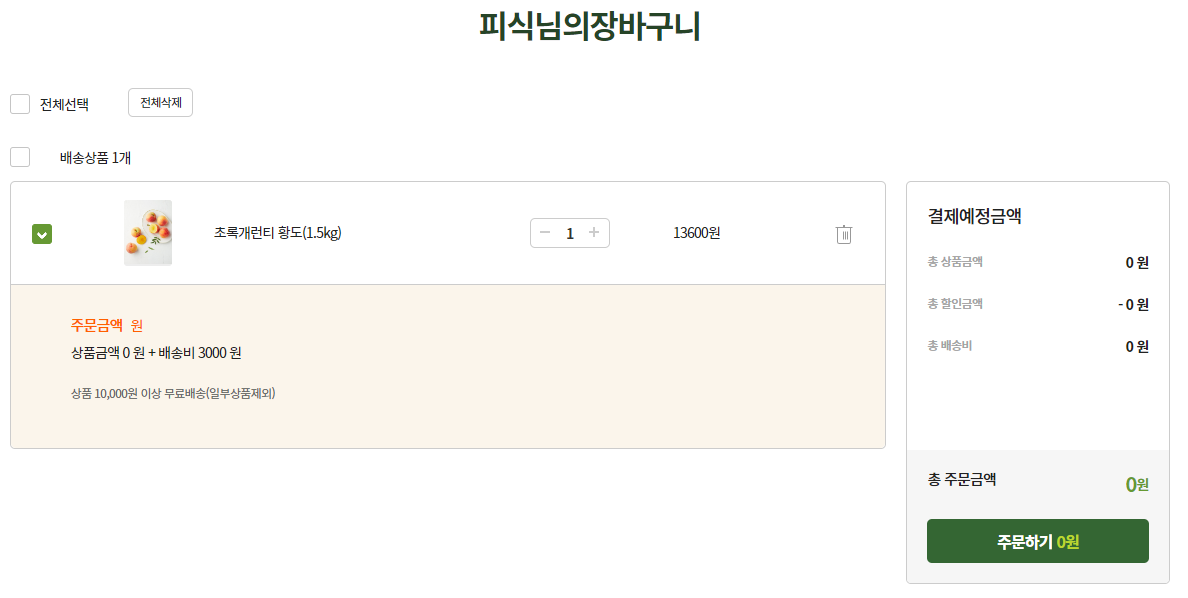 피식님의장바구니
전체선택
전체삭제
배송상품 1개
초록개런티 황도(1.5kg)
1
13600원
주문금액 원
상품금액 0 원 + 배송비 3000 원
상품 10,000원 이상 무료배송(일부상품제외)
결제예정금액
총 상품금액 0 원
총 할인금액 - 0 원
총 배송비 0 원
총 주문금액 0원
주문하기 0원